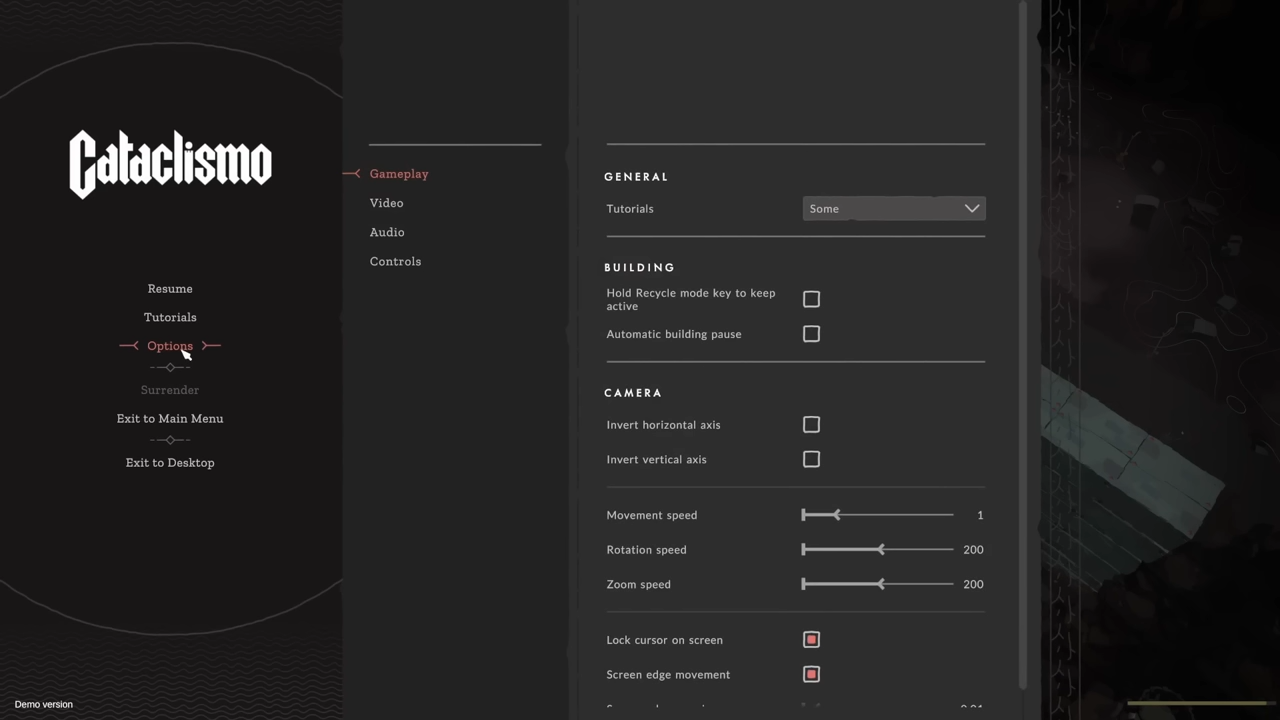 Cataclismo
Resume
Tutorials
Options
Surrender
Exit to Main Menu
Exit to Desktop
Demo version
Gameplay
Video
Audio
Controls
GENERAL
Tutorials Some
BUILDING
Hold Recycle mode key to keep
active
Automatic building pause
CAMERA
Invert horizontal axis
Invert vertical axis
Movement speed 1
Rotation speed 200
Zoom speed 200
Lock cursor on screen
Screen edge movement